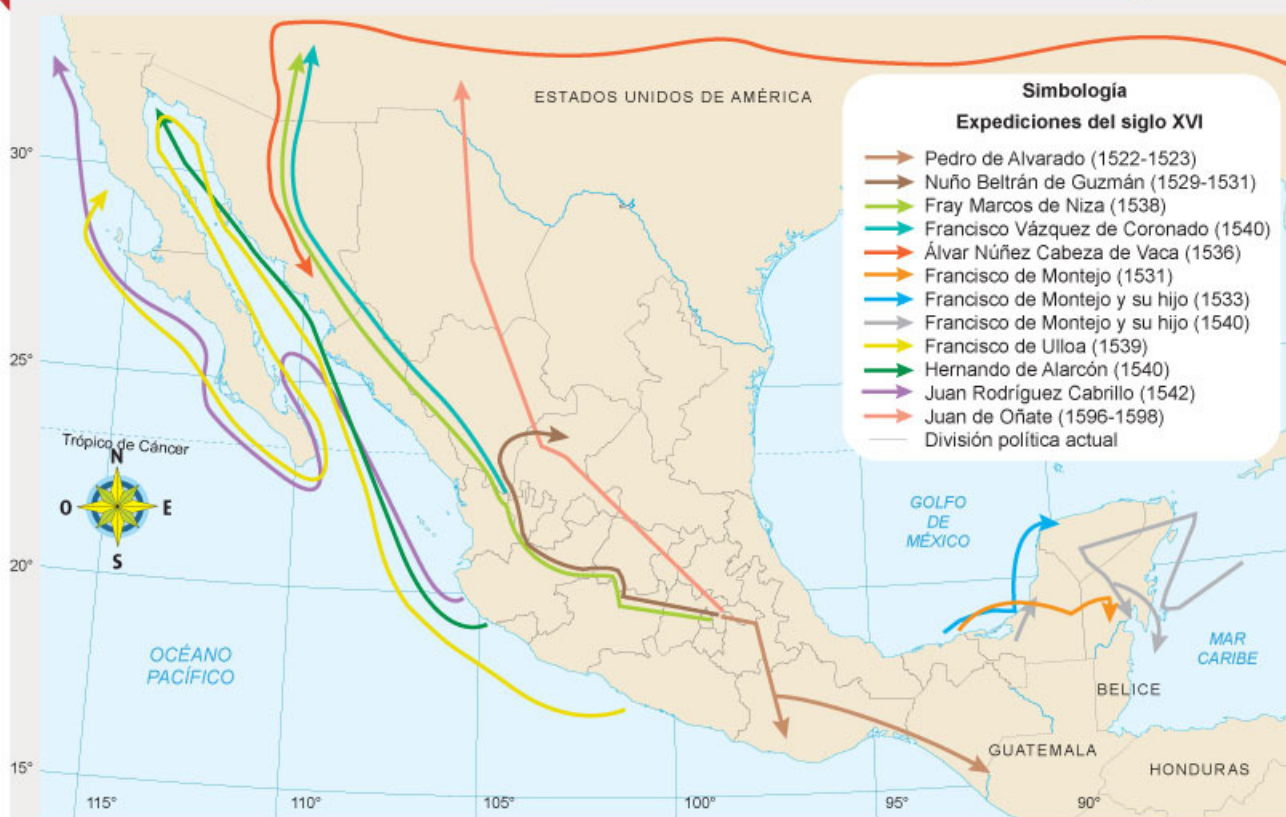 Simbología
Expediciones del siglo XVI
Pedro de Alvarado (1522-1523)
Nuño Beltrán de Guzmán (1529-1531)
Fray Marcos de Niza (1538)
Francisco Vázquez de Coronado (1540)
Álvar Núñez Cabeza de Vaca (1536)
Francisco de Montejo (1531)
Francisco de Montejo y su hijo (1533)
Francisco de Montejo y su hijo (1540)
Francisco de Ulloa (1539)
Hernando de Alarcón (1540)
Juan Rodríguez Cabrillo (1542)
Juan de Oñate (1596-1598)
División política actual
ESTADOS UNIDOS DE AMÉRICA
30°
25°
Trópico de Cáncer
N
O
E
S
20°
GOLFO
DE
MÉXICO
OCÉANO
PACÍFICO
MAR
CARIBE
BELICE
GUATEMALA
HONDURAS
15°
115°
110°
105°
100°
95°
90°